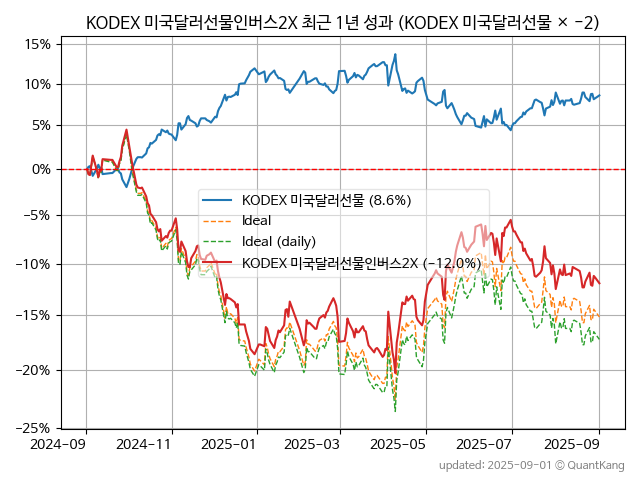 KODEX 미국달러선물인버스2X 최근 1년 성과 (KODEX 미국달러선물 × −2)
15%
10%
5%
0%
−5%
−10%
−15%
−20%
−25%
KODEX 미국달러선물 (8.6%)
Ideal
Ideal (daily)
KODEX 미국달러선물인버스2X (−12.0%)
2024-09 2024-11 2025-01 2025-03 2025-05 2025-07 2025-09
updated: 2025-09-01 © QuantKang